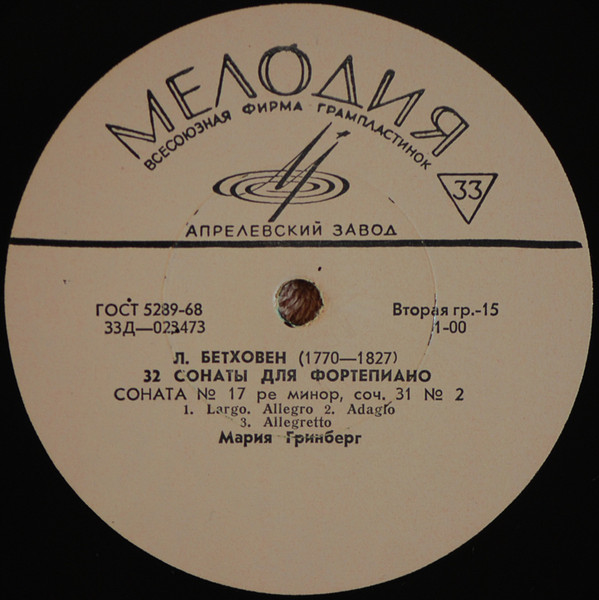 МЕЛОДИЯ
ВСЕСОЮЗНАЯ ФИРМА ГРАМПЛАСТИНОК
33
АПРЕЛЕВСКИЙ ЗАВОД
ГОСТ 5289-68
33Д—023473
Вторая гр.-15
1-00
Л. БЕТХОВЕН (1770—1827)
32 СОНАТЫ ДЛЯ ФОРТЕПИАНО
СОНАТА № 17 ре минор, соч. 31 № 2
1. Largo. Allegro 2. Adagio
3. Allegretto
Мария Гринберг